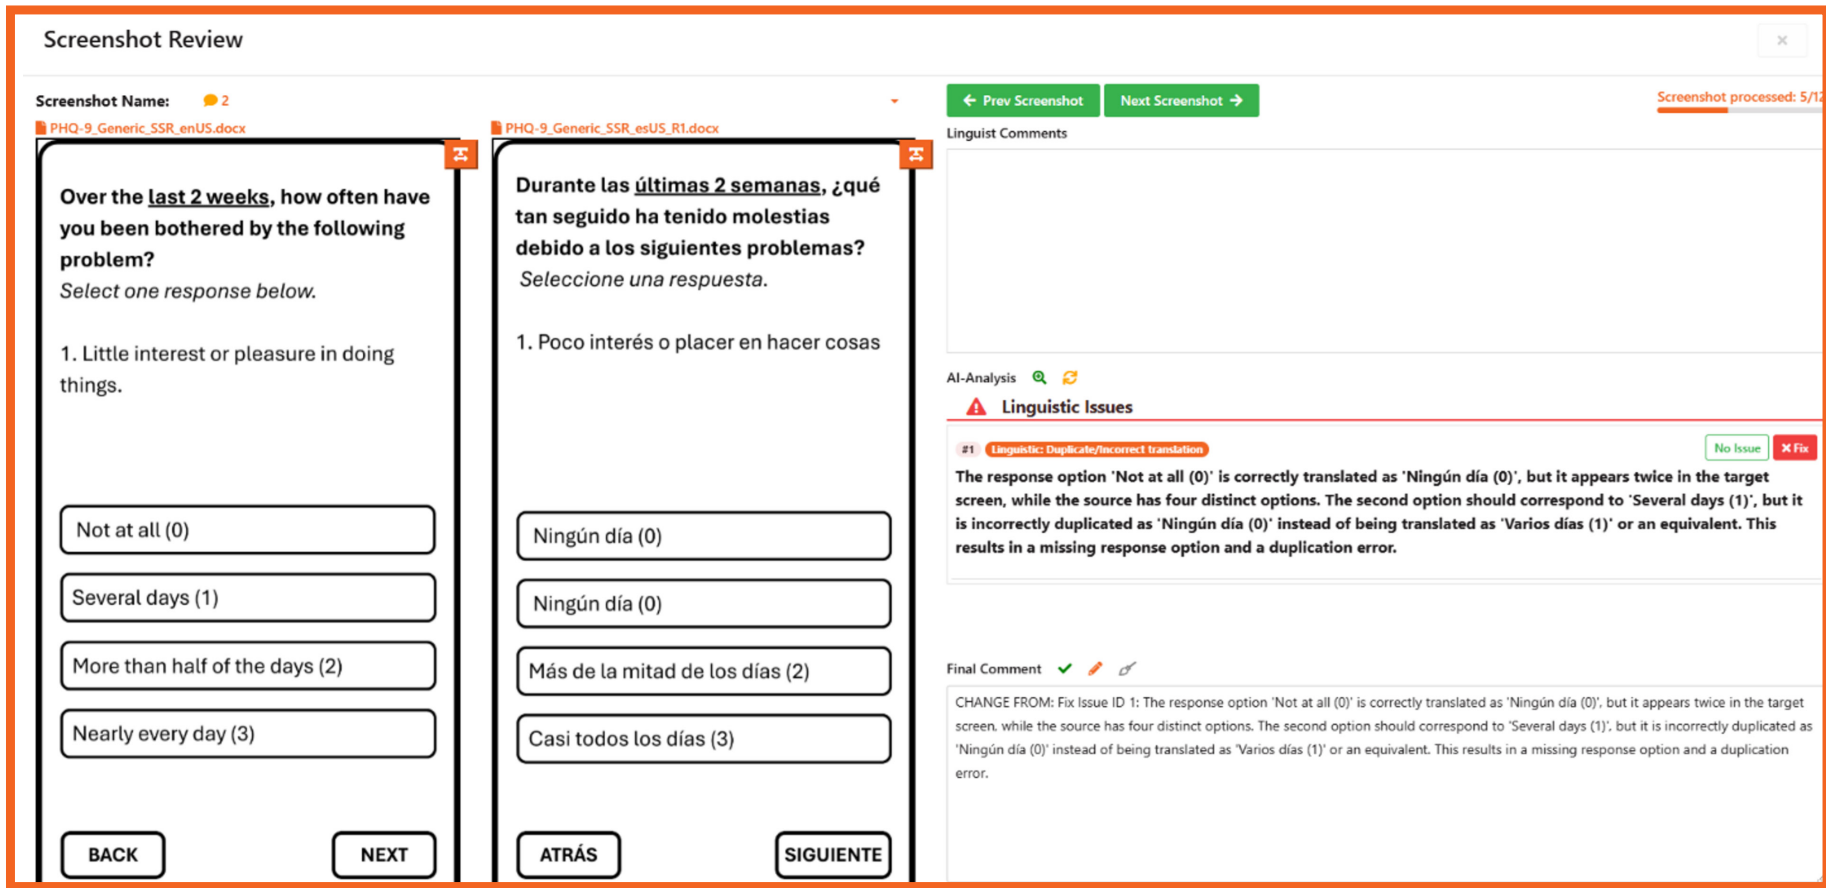 Screenshot Review
×
Screenshot Name:
2
← Prev Screenshot
Next Screenshot →
Screenshot processed: 5/12
PHQ-9_Generic_SSR_enUS.docx
PHQ-9_Generic_SSR_esUS_R1.docx
Linguist Comments
Over the last 2 weeks, how often have
you been bothered by the following
problem?
Select one response below.
1. Little interest or pleasure in doing
things.
Not at all (0)
Several days (1)
More than half of the days (2)
Nearly every day (3)
BACK
NEXT
Durante las últimas 2 semanas, ¿qué
tan seguido ha tenido molestias
debido a los siguientes problemas?
Seleccione una respuesta.
1. Poco interés o placer en hacer cosas
Ningún día (0)
Ningún día (0)
Más de la mitad de los días (2)
Casi todos los días (3)
ATRÁS
SIGUIENTE
AI-Analysis
Linguistic Issues
#1 Linguistic: Duplicate/Incorrect translation
No Issue
× Fix
The response option 'Not at all (0)' is correctly translated as 'Ningún día (0)', but it appears twice in the target
screen, while the source has four distinct options. The second option should correspond to 'Several days (1)', but it
is incorrectly duplicated as 'Ningún día (0)' instead of being translated as 'Varios días (1)' or an equivalent. This
results in a missing response option and a duplication error.
Final Comment
CHANGE FROM: Fix Issue ID 1: The response option 'Not at all (0)' is correctly translated as 'Ningún día (0)', but it appears twice in the target
screen, while the source has four distinct options. The second option should correspond to 'Several days (1)', but it is incorrectly duplicated as
'Ningún día (0)' instead of being translated as 'Varios días (1)' or an equivalent. This results in a missing response option and a duplication
error.